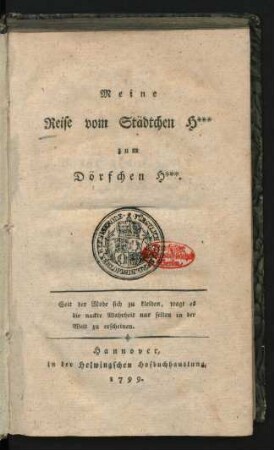 Meine
Reise vom Städtchen H***
zum
Dörfchen H***.
Seit der Mode sich zu kleiden, wagt es
die nackte Wahrheit nur selten in der
Welt zu erscheinen.
Hannover,
in der Helwingschen Hofbuchhandlung,
1799.